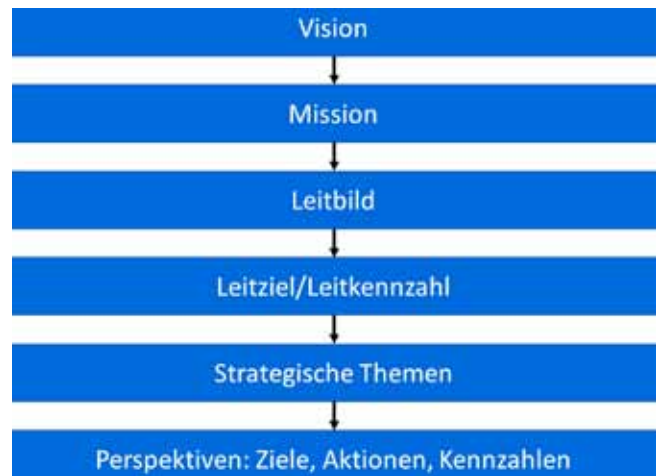 Vision
Mission
Leitbild
Leitziel/Leitkennzahl
Strategische Themen
Perspektiven: Ziele, Aktionen, Kennzahlen